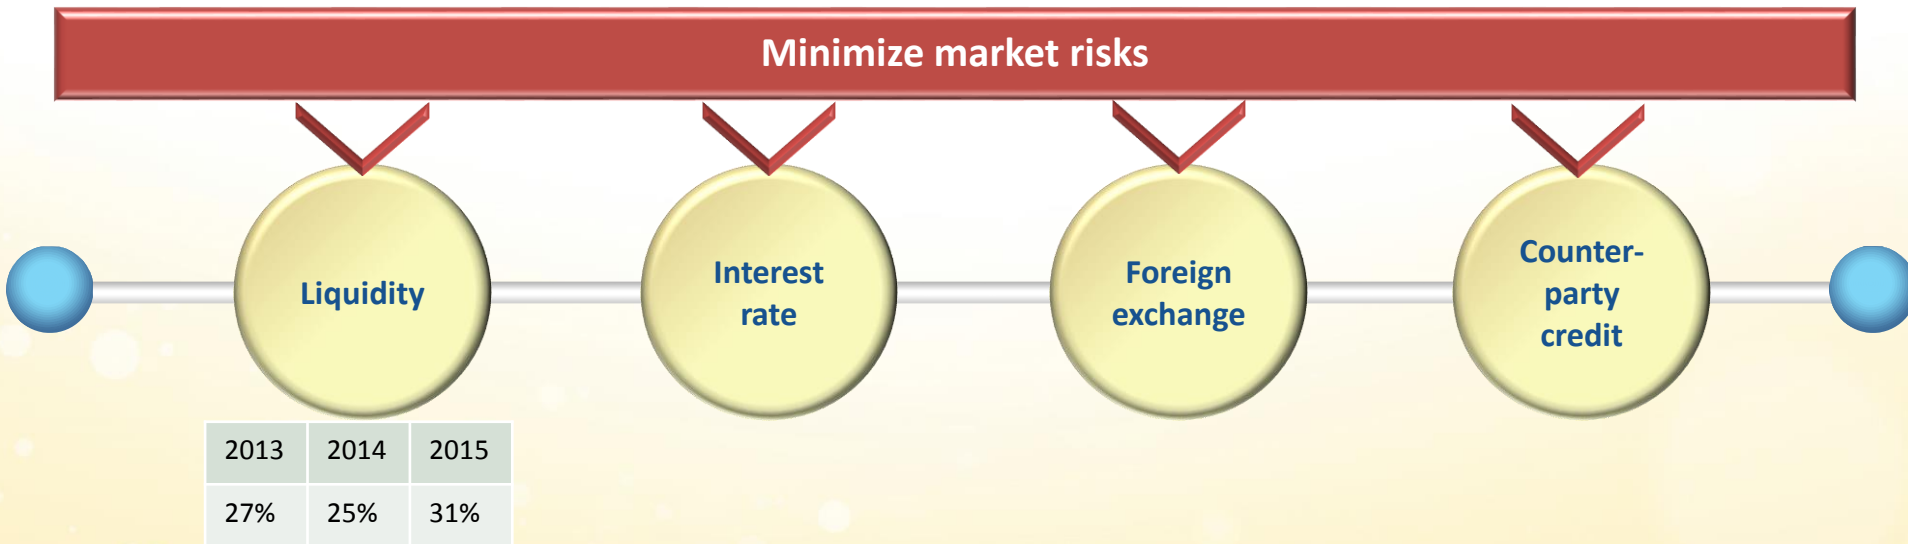 Minimize market risks
Liquidity
Interest
rate
Foreign
exchange
Counter-
party
credit
2013 2014 2015
27% 25% 31%